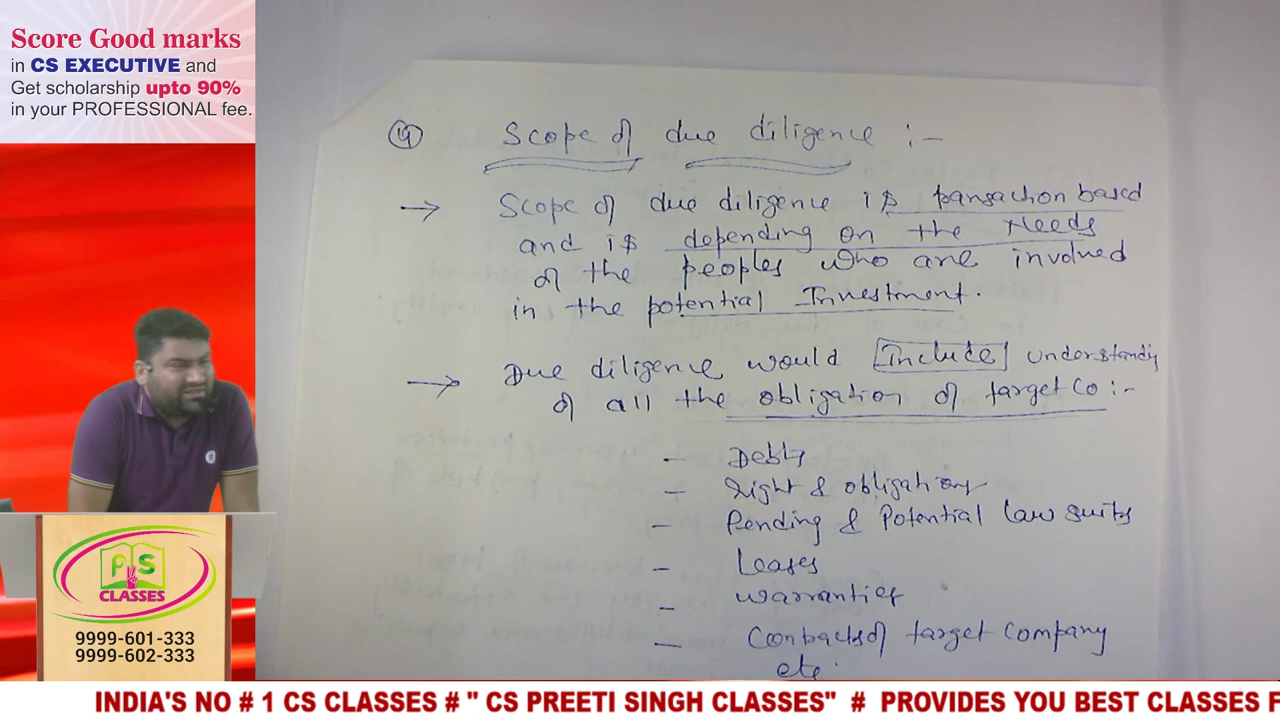 Score Good marks
in CS EXECUTIVE and
Get scholarship upto 90%
in your PROFESSIONAL fee.
4 Scope of due diligence :-
→ Scope of due diligence is transaction based
and is depending on the needs
of the peoples who are involved
in the potential Investment.
→ Due diligence would include understanding
of all the obligation of target co :-
- Debts
- right & obligations
- Pending & Potential law suits
- Leases
- warranties
- Contracts of target company
etc.
PS
CLASSES
9999-601-333
9999-602-333
INDIA'S NO # 1 CS CLASSES # " CS PREETI SINGH CLASSES" # PROVIDES YOU BEST CLASSES F